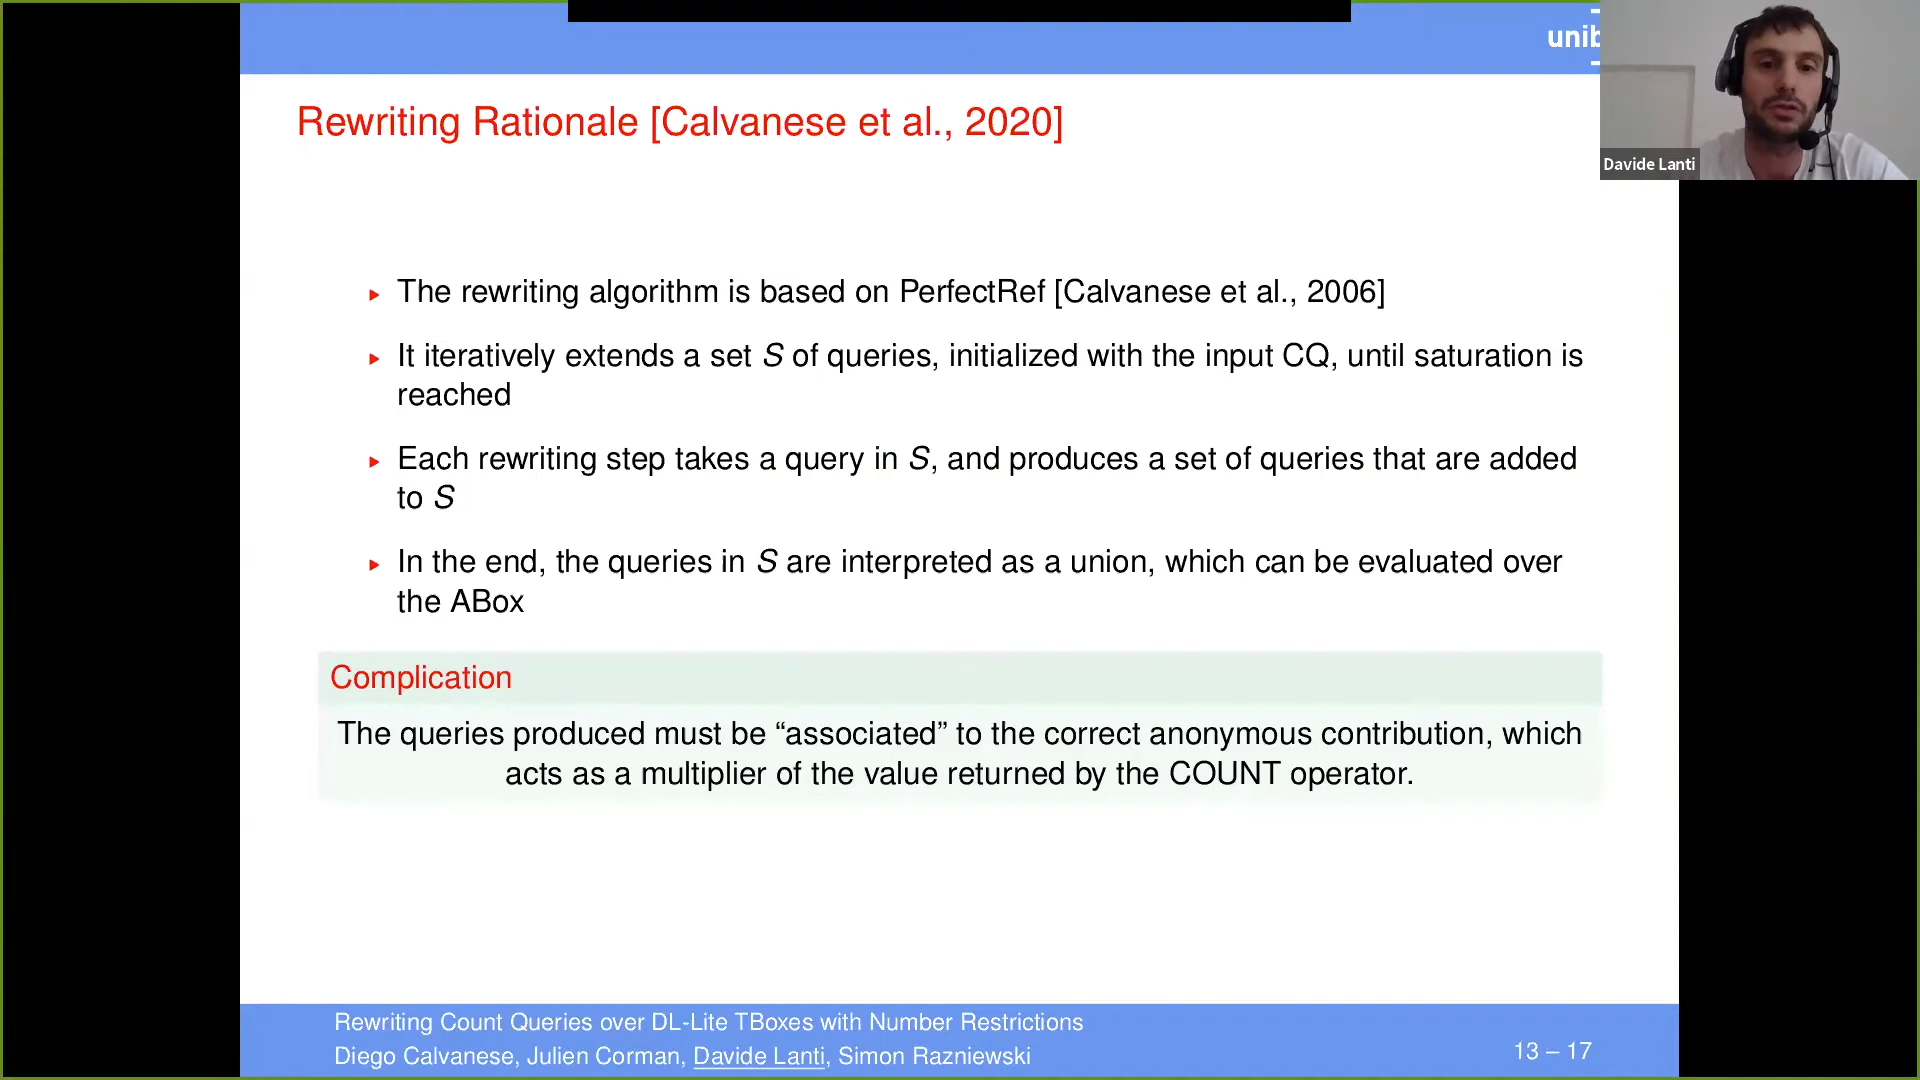 unib
Rewriting Rationale [Calvanese et al., 2020]
Davide Lanti
▸ The rewriting algorithm is based on PerfectRef [Calvanese et al., 2006]
▸ It iteratively extends a set S of queries, initialized with the input CQ, until saturation is
reached
▸ Each rewriting step takes a query in S, and produces a set of queries that are added
to S
▸ In the end, the queries in S are interpreted as a union, which can be evaluated over
the ABox
Complication
The queries produced must be “associated” to the correct anonymous contribution, which
acts as a multiplier of the value returned by the COUNT operator.
Rewriting Count Queries over DL-Lite TBoxes with Number Restrictions
Diego Calvanese, Julien Corman, Davide Lanti, Simon Razniewski
13 – 17